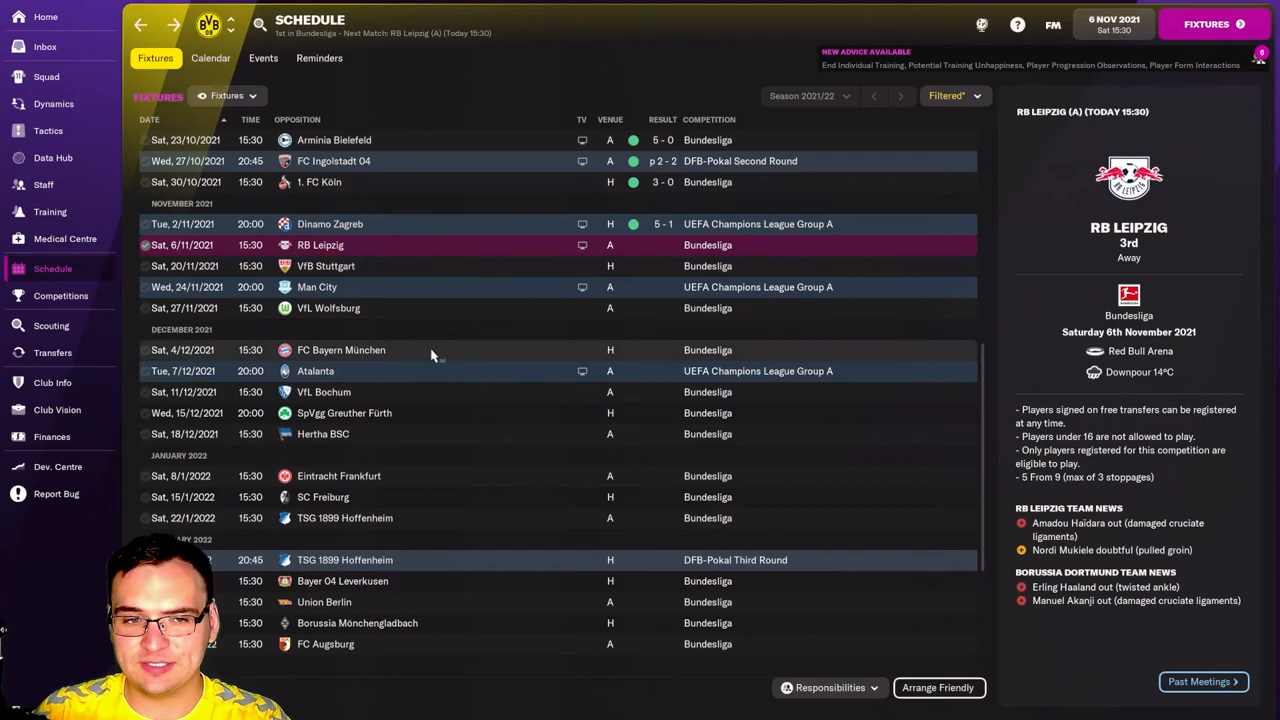 Home
Inbox
Squad
Dynamics
Tactics
Data Hub
Staff
Training
Medical Centre
Schedule
Competitions
Scouting
Transfers
Club Info
Club Vision
Finances
Dev. Centre
Report Bug
BVB
09
SCHEDULE
1st in Bundesliga - Next Match: RB Leipzig (A) (Today 15:30)
FM
6 NOV 2021
Sat 15:30
FIXTURES
Fixtures Calendar Events Reminders
NEW ADVICE AVAILABLE
End Individual Training, Potential Training Unhappiness, Player Progression Observations, Player Form Interactions
FIXTURES Fixtures Season 2021/22 Filtered*
DATE TIME OPPOSITION TV VENUE RESULT COMPETITION
Sat, 23/10/2021 15:30 Arminia Bielefeld A 5 - 0 Bundesliga
Wed, 27/10/2021 20:45 FC Ingolstadt 04 A p 2 - 2 DFB-Pokal Second Round
Sat, 30/10/2021 15:30 1. FC Köln H 3 - 0 Bundesliga
NOVEMBER 2021
Tue, 2/11/2021 20:00 Dinamo Zagreb H 5 - 1 UEFA Champions League Group A
Sat, 6/11/2021 15:30 RB Leipzig A Bundesliga
Sat, 20/11/2021 15:30 VfB Stuttgart H Bundesliga
Wed, 24/11/2021 20:00 Man City A UEFA Champions League Group A
Sat, 27/11/2021 15:30 VfL Wolfsburg A Bundesliga
DECEMBER 2021
Sat, 4/12/2021 15:30 FC Bayern München H Bundesliga
Tue, 7/12/2021 20:00 Atalanta A UEFA Champions League Group A
Sat, 11/12/2021 15:30 VfL Bochum A Bundesliga
Wed, 15/12/2021 20:00 SpVgg Greuther Fürth H Bundesliga
Sat, 18/12/2021 15:30 Hertha BSC A Bundesliga
JANUARY 2022
Sat, 8/1/2022 15:30 Eintracht Frankfurt A Bundesliga
Sat, 15/1/2022 15:30 SC Freiburg H Bundesliga
Sat, 22/1/2022 15:30 TSG 1899 Hoffenheim A Bundesliga
2022
20:45 TSG 1899 Hoffenheim H DFB-Pokal Third Round
15:30 Bayer 04 Leverkusen H Bundesliga
15:30 Union Berlin A Bundesliga
15:30 Borussia Mönchengladbach H Bundesliga
15:30 FC Augsburg A Bundesliga
Responsibilities Arrange Friendly
RB LEIPZIG (A) (TODAY 15:30)
RB LEIPZIG
3rd
Away
Bundesliga
Saturday 6th November 2021
Red Bull Arena
Downpour 14°C
- Players signed on free transfers can be registered
at any time.
- Players under 16 are not allowed to play.
- Only players registered for this competition are
eligible to play.
- 5 From 9 (max of 3 stoppages)
RB LEIPZIG TEAM NEWS
Amadou Haïdara out (damaged cruciate
ligaments)
Nordi Mukiele doubtful (pulled groin)
BORUSSIA DORTMUND TEAM NEWS
Erling Haaland out (twisted ankle)
Manuel Akanji out (damaged cruciate ligaments)
Past Meetings >